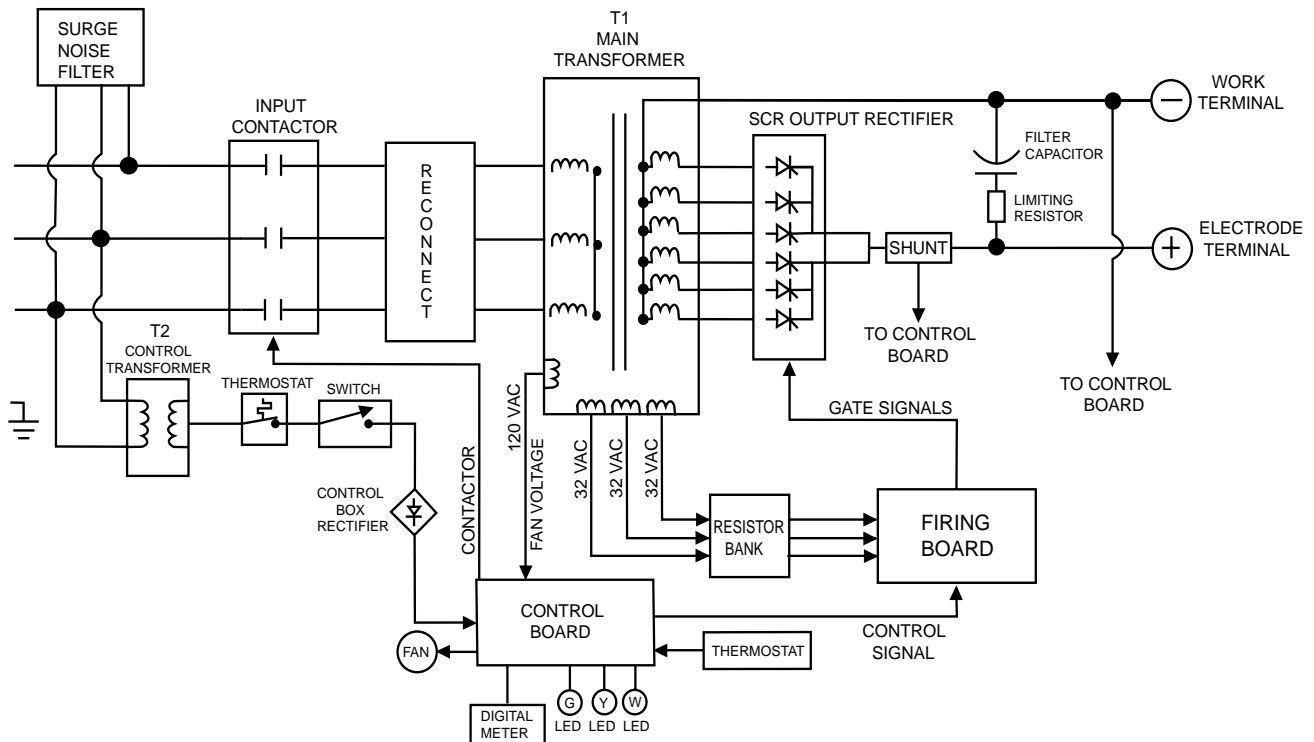 SURGE
NOISE
FILTER
T1
MAIN
TRANSFORMER
INPUT
CONTACTOR
RECONNECT
SCR OUTPUT RECTIFIER
WORK
TERMINAL
−
FILTER
CAPACITOR
LIMITING
RESISTOR
ELECTRODE
TERMINAL
+
SHUNT
TO CONTROL
BOARD
TO CONTROL
BOARD
T2
CONTROL
TRANSFORMER
THERMOSTAT
SWITCH
CONTROL
BOX
RECTIFIER
CONTACTOR
120 VAC
FAN VOLTAGE
32 VAC
32 VAC
32 VAC
GATE SIGNALS
RESISTOR
BANK
FIRING
BOARD
CONTROL
BOARD
CONTROL
SIGNAL
THERMOSTAT
FAN
DIGITAL
METER
G
Y
W
LED
LED
LED